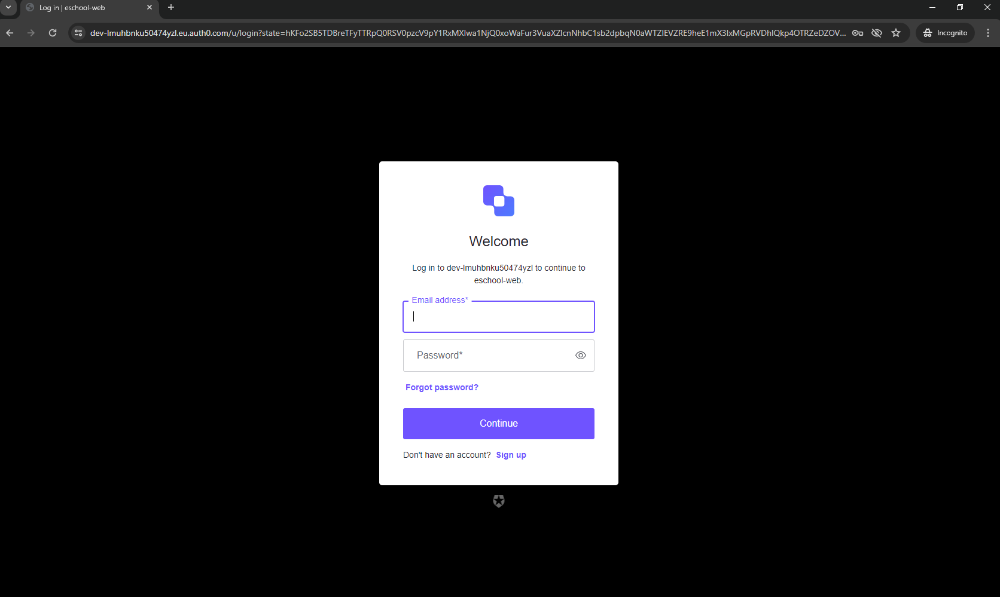 Log in | eschool-web
dev-lmuhbnku50474yzl.eu.auth0.com/u/login?state=hKFo2SB5TDBreTFyTTRpQ0RSV0pzcV9pY1RxMXlwa1NjQ0xoWaFur3VuaXZlcnNhbC1sb2dpbqN0aWTZIEVZRE9heE1mX3lxMGpRVDhIQkp4OTRZeDZOV...
Incognito
Welcome
Log in to dev-lmuhbnku50474yzl to continue to
eschool-web.
Email address*
Password*
Forgot password?
Continue
Don't have an account? Sign up